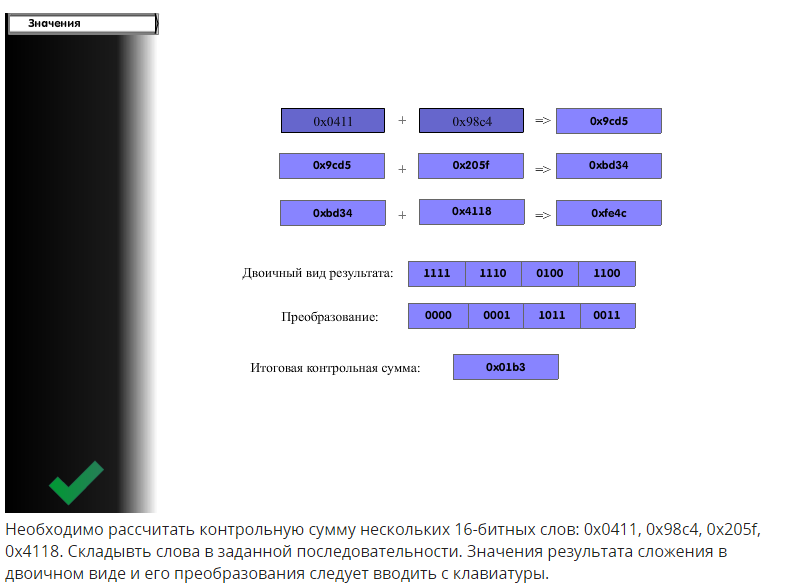 Значения
0x0411 + 0x98c4 => 0x9cd5
0x9cd5 + 0x205f => 0xbd34
0xbd34 + 0x4118 => 0xfe4c
Двоичный вид результата: 1111 1110 0100 1100
Преобразование: 0000 0001 1011 0011
Итоговая контрольная сумма: 0x01b3
Необходимо рассчитать контрольную сумму нескольких 16-битных слов: 0x0411, 0x98c4, 0x205f,
0x4118. Складывть слова в заданной последовательности. Значения результата сложения в
двоичном виде и его преобразования следует вводить с клавиатуры.